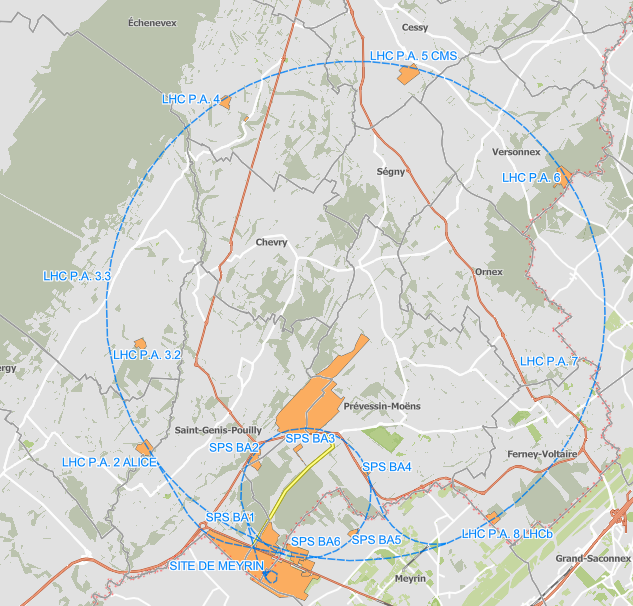 Échenevex
Cessy
LHC P.A. 5 CMS
LHC P.A. 4
Versonnex
Ségny
LHC P.A. 6
Chevry
Ornex
LHC P.A. 3.3
LHC P.A. 3.2
LHC P.A. 7
ergy
Prévessin-Moëns
Saint-Genis-Pouilly
SPS BA3
SPS BA2
Ferney-Voltaire
LHC P.A. 2 ALICE
SPS BA4
SPS BA1
LHC P.A. 8 LHCb
SPS BA6
SPS BA5
Grand-Saconnex
SITE DE MEYRIN
Meyrin